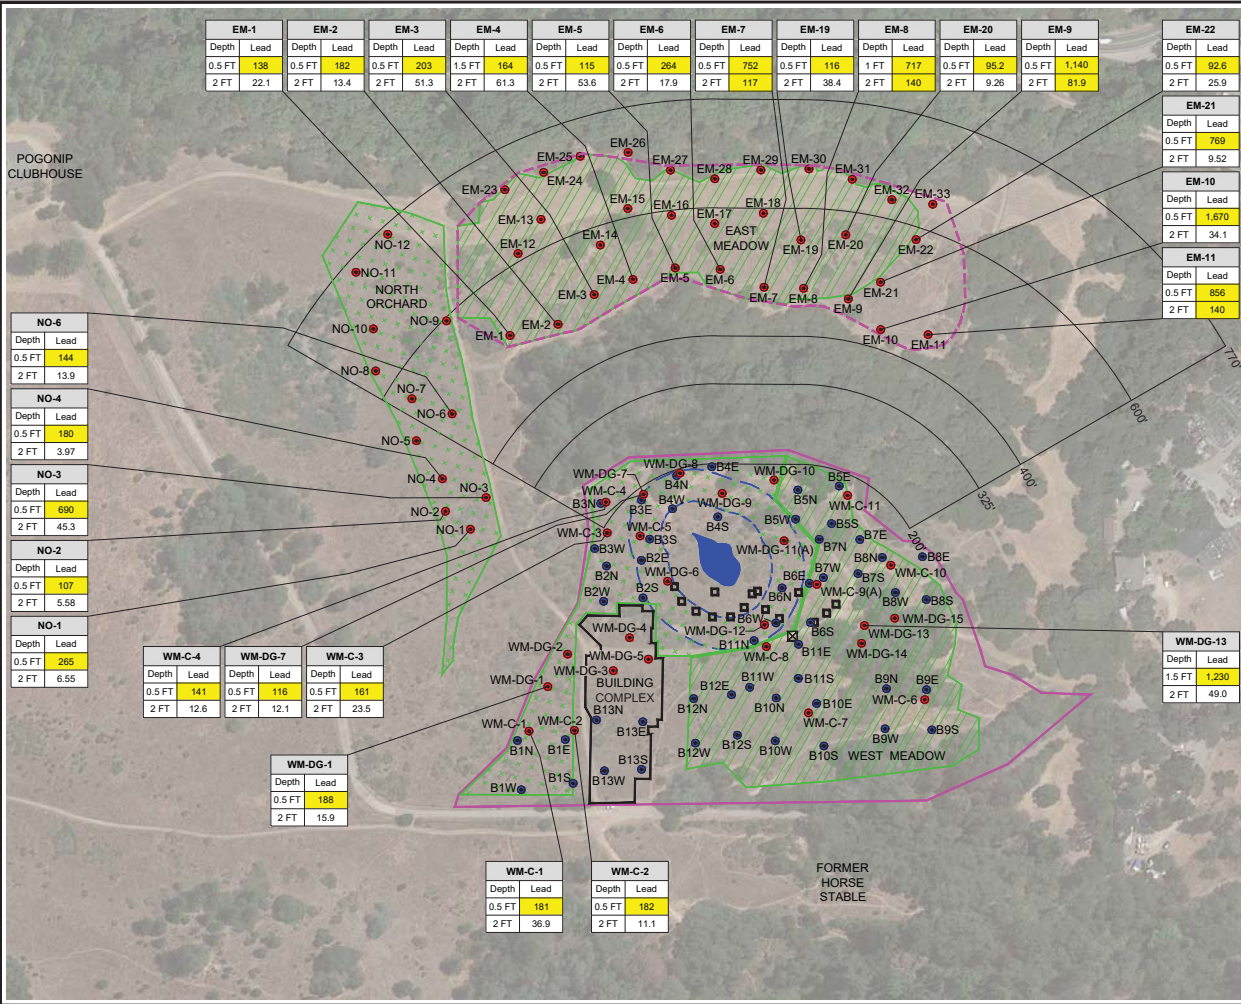 EM-1
Depth Lead
0.5 FT 138
2 FT 22.1
EM-2
Depth Lead
0.5 FT 182
2 FT 13.4
EM-3
Depth Lead
0.5 FT 203
2 FT 51.3
EM-4
Depth Lead
1.5 FT 164
2 FT 61.3
EM-5
Depth Lead
0.5 FT 115
2 FT 53.6
EM-6
Depth Lead
0.5 FT 264
2 FT 17.9
EM-7
Depth Lead
0.5 FT 752
2 FT 117
EM-19
Depth Lead
0.5 FT 116
2 FT 38.4
EM-8
Depth Lead
1 FT 717
2 FT 140
EM-20
Depth Lead
0.5 FT 95.2
2 FT 9.26
EM-9
Depth Lead
0.5 FT 1,140
2 FT 81.9
EM-22
Depth Lead
0.5 FT 92.6
2 FT 25.9
EM-21
Depth Lead
0.5 FT 769
2 FT 9.52
EM-10
Depth Lead
0.5 FT 1,670
2 FT 34.1
EM-11
Depth Lead
0.5 FT 856
2 FT 140
POGONIP
CLUBHOUSE
EM-26
EM-25
EM-24
EM-27
EM-28
EM-29
EM-30
EM-31
EM-32
EM-33
EM-23
EM-13
EM-15
EM-16
EM-17
EM-18
EAST
MEADOW
EM-12
EM-14
EM-19
EM-20
EM-22
EM-3
EM-4
EM-5
EM-6
EM-7
EM-8
EM-21
EM-9
EM-1
EM-2
EM-10
EM-11
NO-12
NO-11
NORTH
ORCHARD
NO-10
NO-9
NO-8
NO-7
NO-6
NO-5
NO-4
NO-3
NO-2
NO-1
770'
600'
400'
325'
200'
NO-6
Depth Lead
0.5 FT 144
2 FT 13.9
NO-4
Depth Lead
0.5 FT 180
2 FT 3.97
NO-3
Depth Lead
0.5 FT 690
2 FT 45.3
NO-2
Depth Lead
0.5 FT 107
2 FT 5.58
NO-1
Depth Lead
0.5 FT 265
2 FT 6.55
WM-DG-7
WM-DG-8
B4E
B4N
WM-DG-10
B5E
WM-C-4
B3N
B3E
B4W
WM-DG-9
B5N
WM-C-11
B4S
B5W
B5S
WM-C-3
WM-C-5
B3S
B7E
B3W
WM-DG-11(A)
B7N
B2E
B8N
B8E
B2N
WM-DG-6
B6E
B7W
B7S
WM-C-10
B2W
B2S
B6N
WM-C-9(A)
B8W
B8S
B6W
WM-DG-15
WM-DG-4
WM-DG-12
B6S
WM-DG-13
B11N
WM-DG-2
WM-DG-5
WM-C-8
B11E
WM-DG-14
WM-DG-3
WM-DG-1
BUILDING
COMPLEX
B12E
B11W
B11S
B9N
B9E
B12N
B10N
B10E
WM-C-6
WM-C-1
WM-C-2
B13N
B13E
WM-C-7
B9W
B9S
B1N
B1E
B12W
B12S
B10W
B10S
WEST MEADOW
B13S
B13W
B1W
B1S
WM-C-4
Depth Lead
0.5 FT 141
2 FT 12.6
WM-DG-7
Depth Lead
0.5 FT 116
2 FT 12.1
WM-C-3
Depth Lead
0.5 FT 161
2 FT 23.5
WM-DG-13
Depth Lead
1.5 FT 1,230
2 FT 49.0
WM-DG-1
Depth Lead
0.5 FT 188
2 FT 15.9
WM-C-1
Depth Lead
0.5 FT 181
2 FT 36.9
WM-C-2
Depth Lead
0.5 FT 182
2 FT 11.1
FORMER
HORSE
STABLE